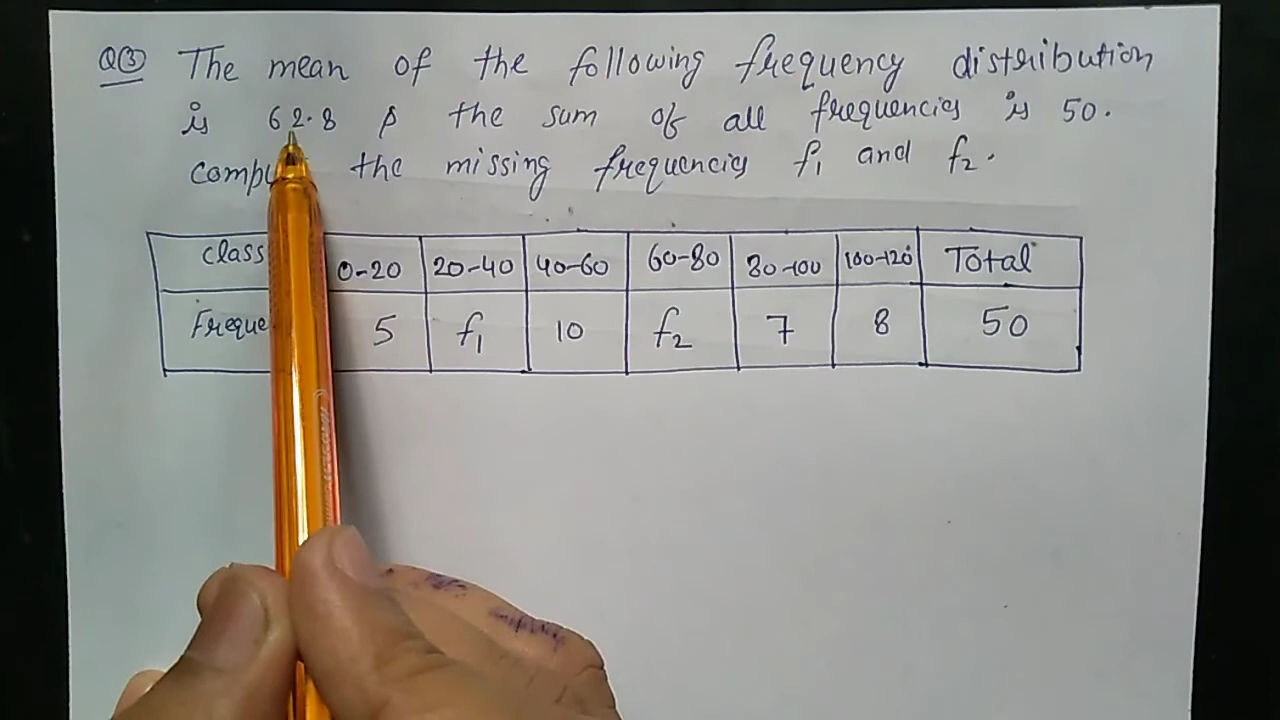 Q③ The mean of the following frequency distribution
is 62.8 & the sum of all frequencies is 50.
the missing frequencies f₁ and f₂.
Class 0-20 20-40 40-60 60-80 80-100 100-120 Total
5 f₁ 10 f₂ 7 8 50